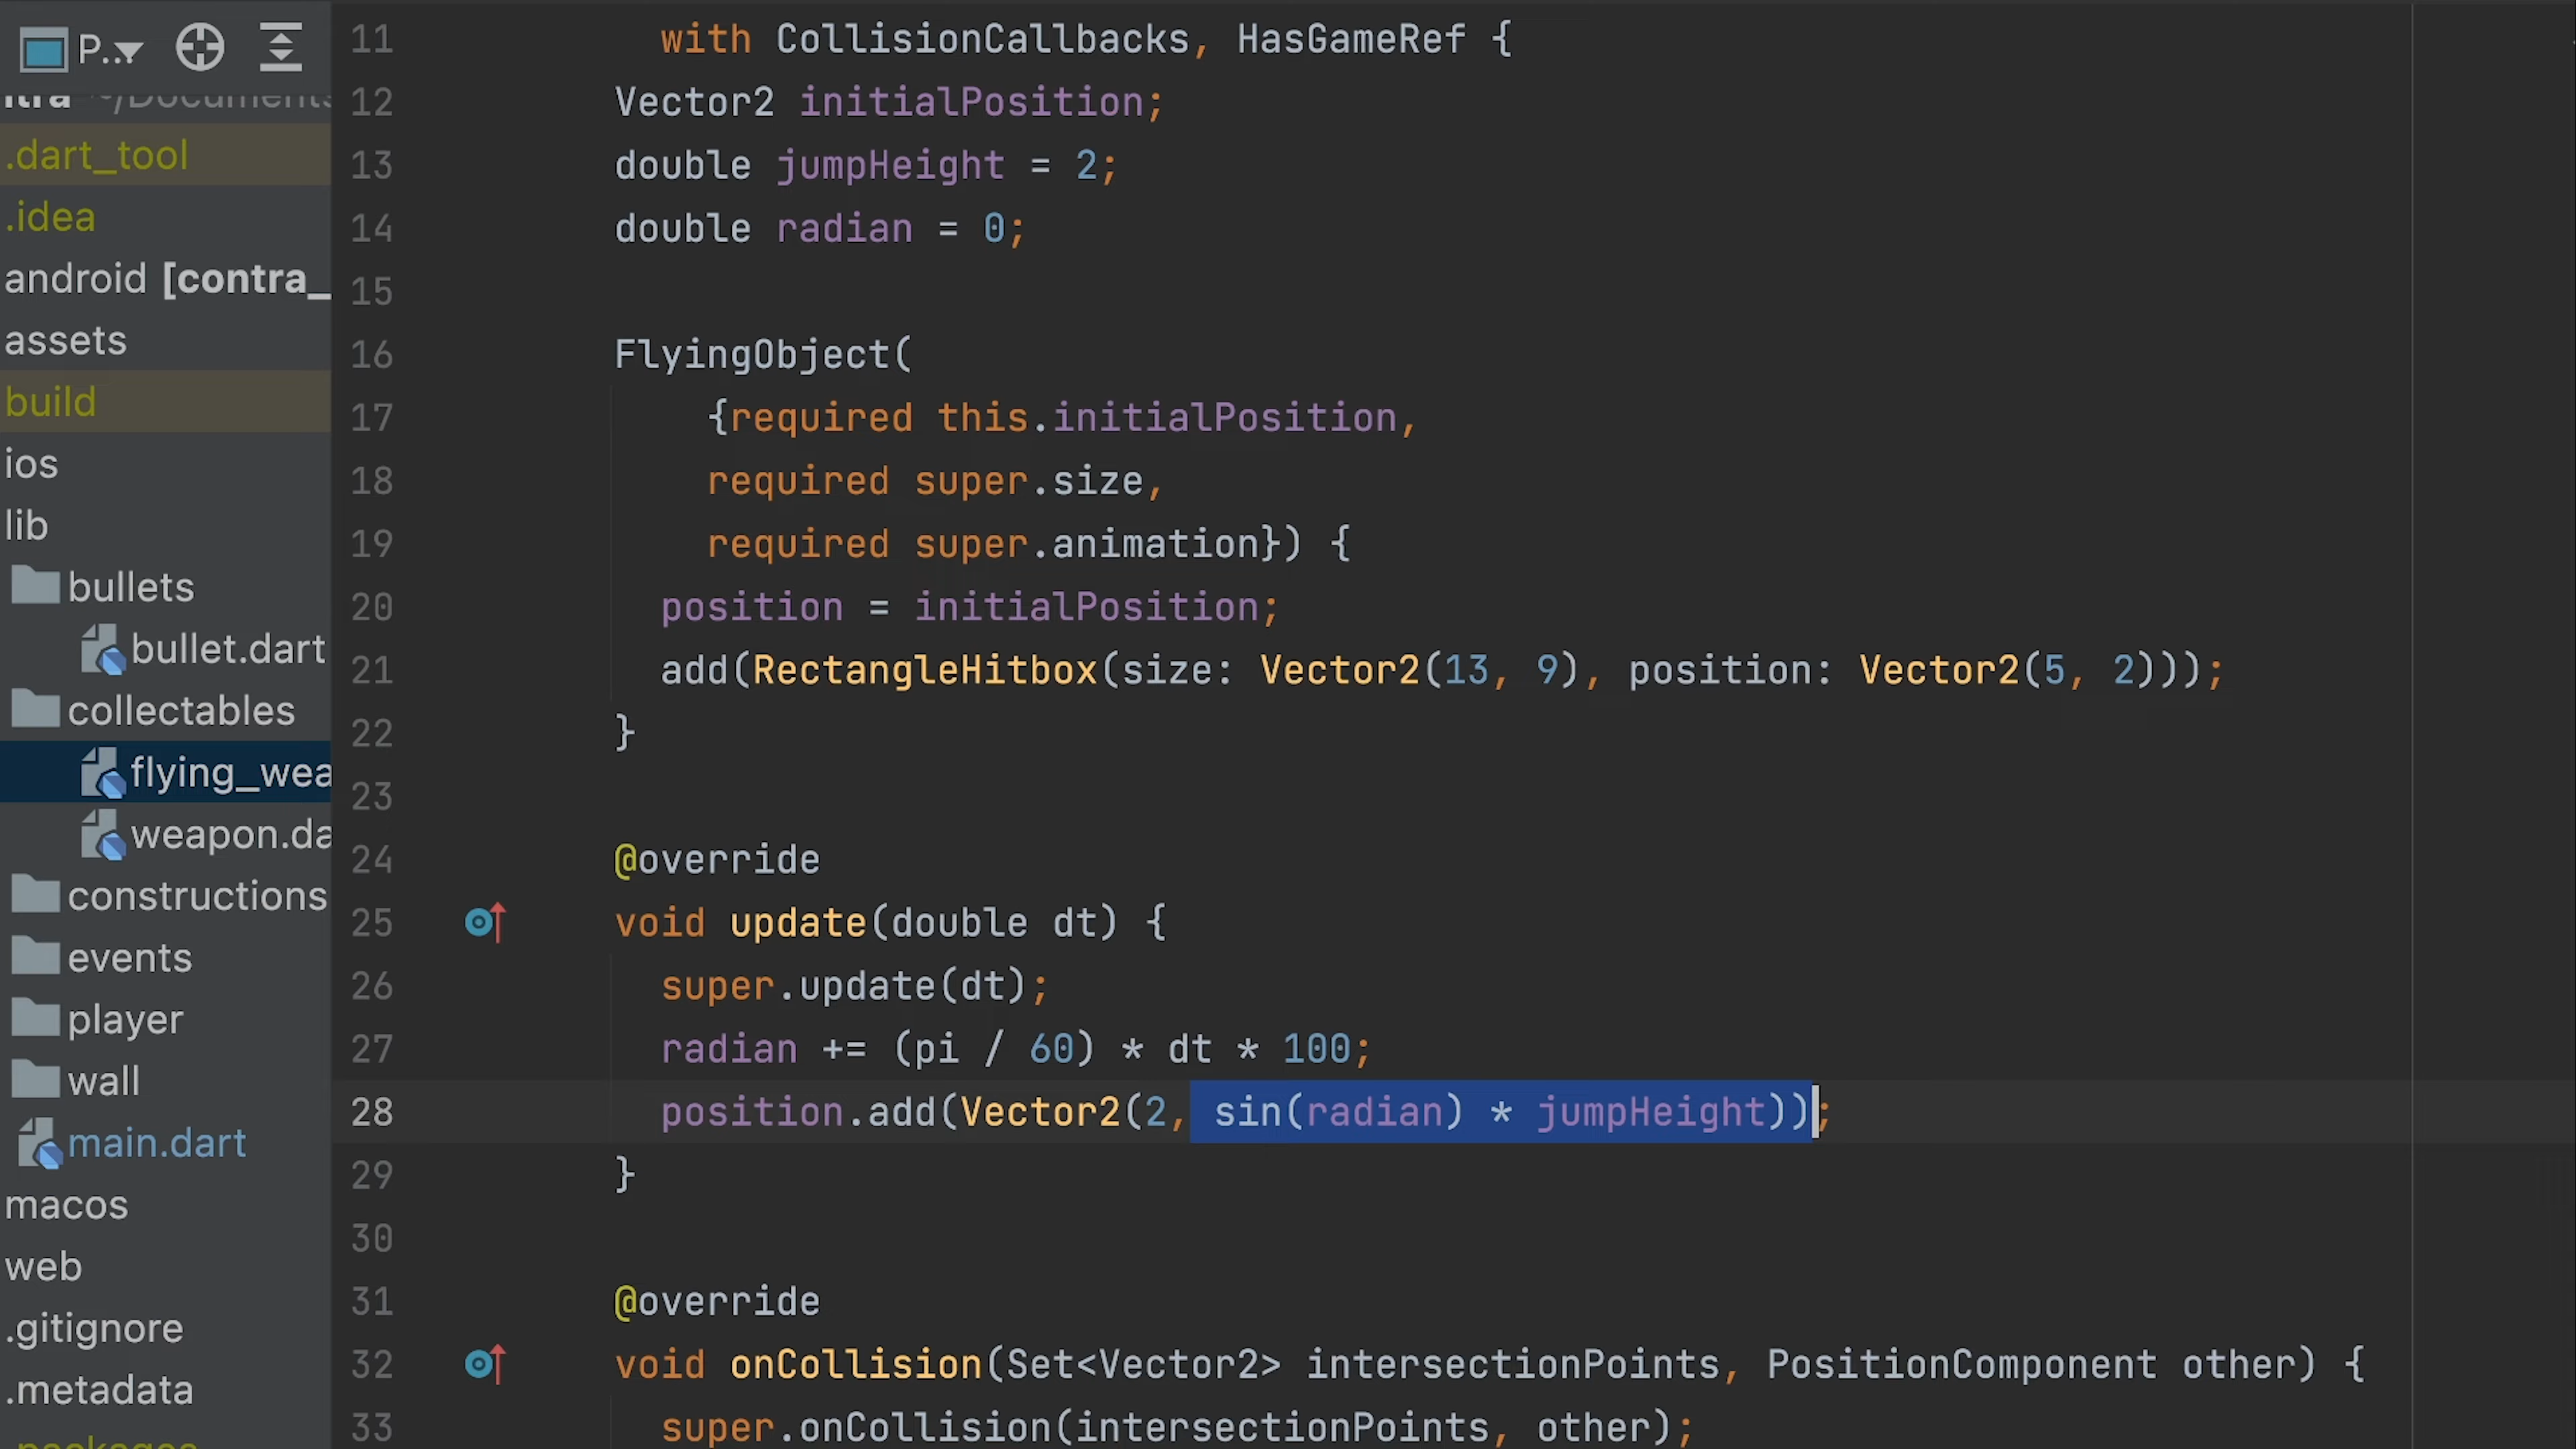 P...
.dart_tool
.idea
android [contra_
assets
build
ios
lib
bullets
bullet.dart
collectables
flying_wea
weapon.da
constructions
events
player
wall
main.dart
macos
web
.gitignore
.metadata
11 with CollisionCallbacks, HasGameRef {
12 Vector2 initialPosition;
13 double jumpHeight = 2;
14 double radian = 0;
15
16 FlyingObject(
17 {required this.initialPosition,
18 required super.size,
19 required super.animation}) {
20 position = initialPosition;
21 add(RectangleHitbox(size: Vector2(13, 9), position: Vector2(5, 2)));
22 }
23
24 @override
25 void update(double dt) {
26 super.update(dt);
27 radian += (pi / 60) * dt * 100;
28 position.add(Vector2(2, sin(radian) * jumpHeight));
29 }
30
31 @override
32 void onCollision(Set<Vector2> intersectionPoints, PositionComponent other) {
33 super.onCollision(intersectionPoints, other);